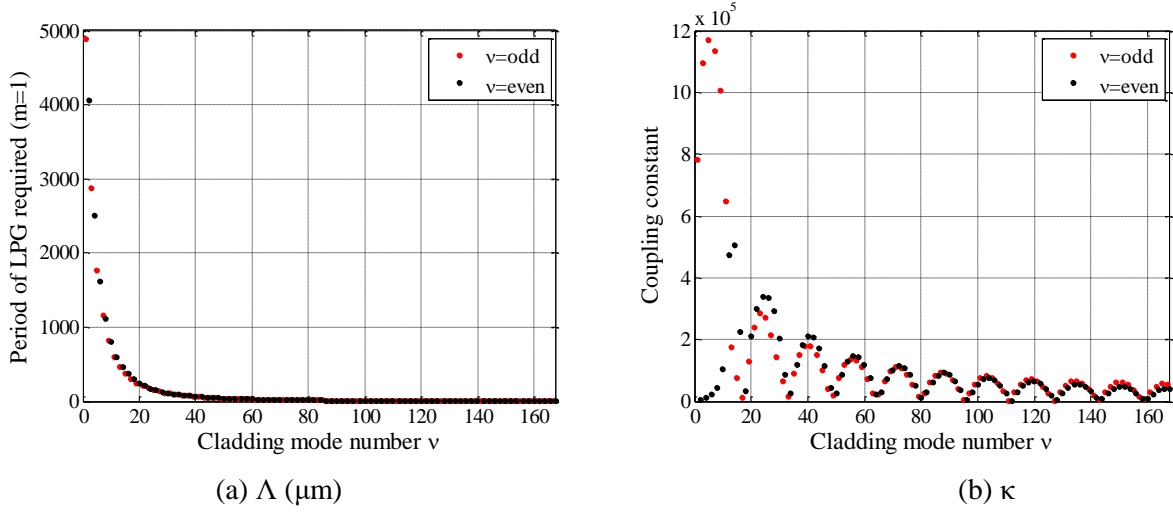 5000
4000
3000
2000
1000
0
0 20 40 60 80 100 120 140 160
Period of LPG required (m=1)
Cladding mode number ν
ν=odd
ν=even
(a) Λ (μm)
12 x 10^5
10
8
6
4
2
0
0 20 40 60 80 100 120 140 160
Coupling constant
Cladding mode number ν
ν=odd
ν=even
(b) κ